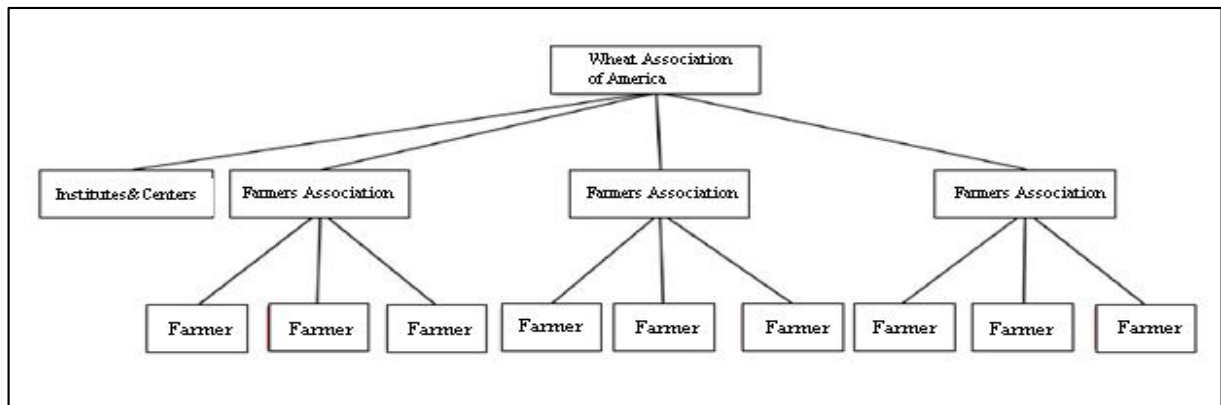 Wheat Association
of America
Institutes& Centers
Farmers Association
Farmers Association
Farmers Association
Farmer
Farmer
Farmer
Farmer
Farmer
Farmer
Farmer
Farmer
Farmer